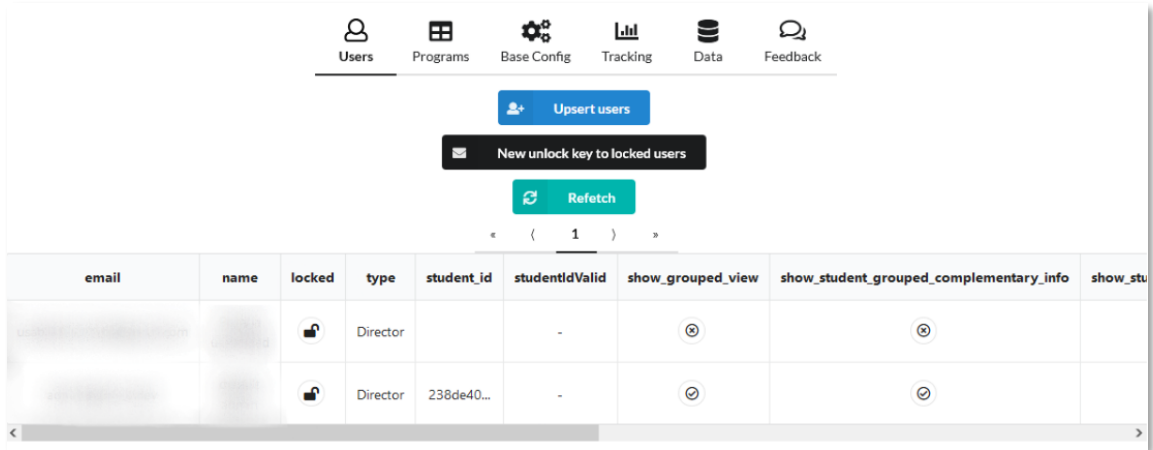 Users Programs Base Config Tracking Data Feedback
Upsert users
New unlock key to locked users
Refetch
« ⟨ 1 ⟩ »
email name locked type student_id studentIdValid show_grouped_view show_student_grouped_complementary_info show_stu
Director -
Director 238de40... -